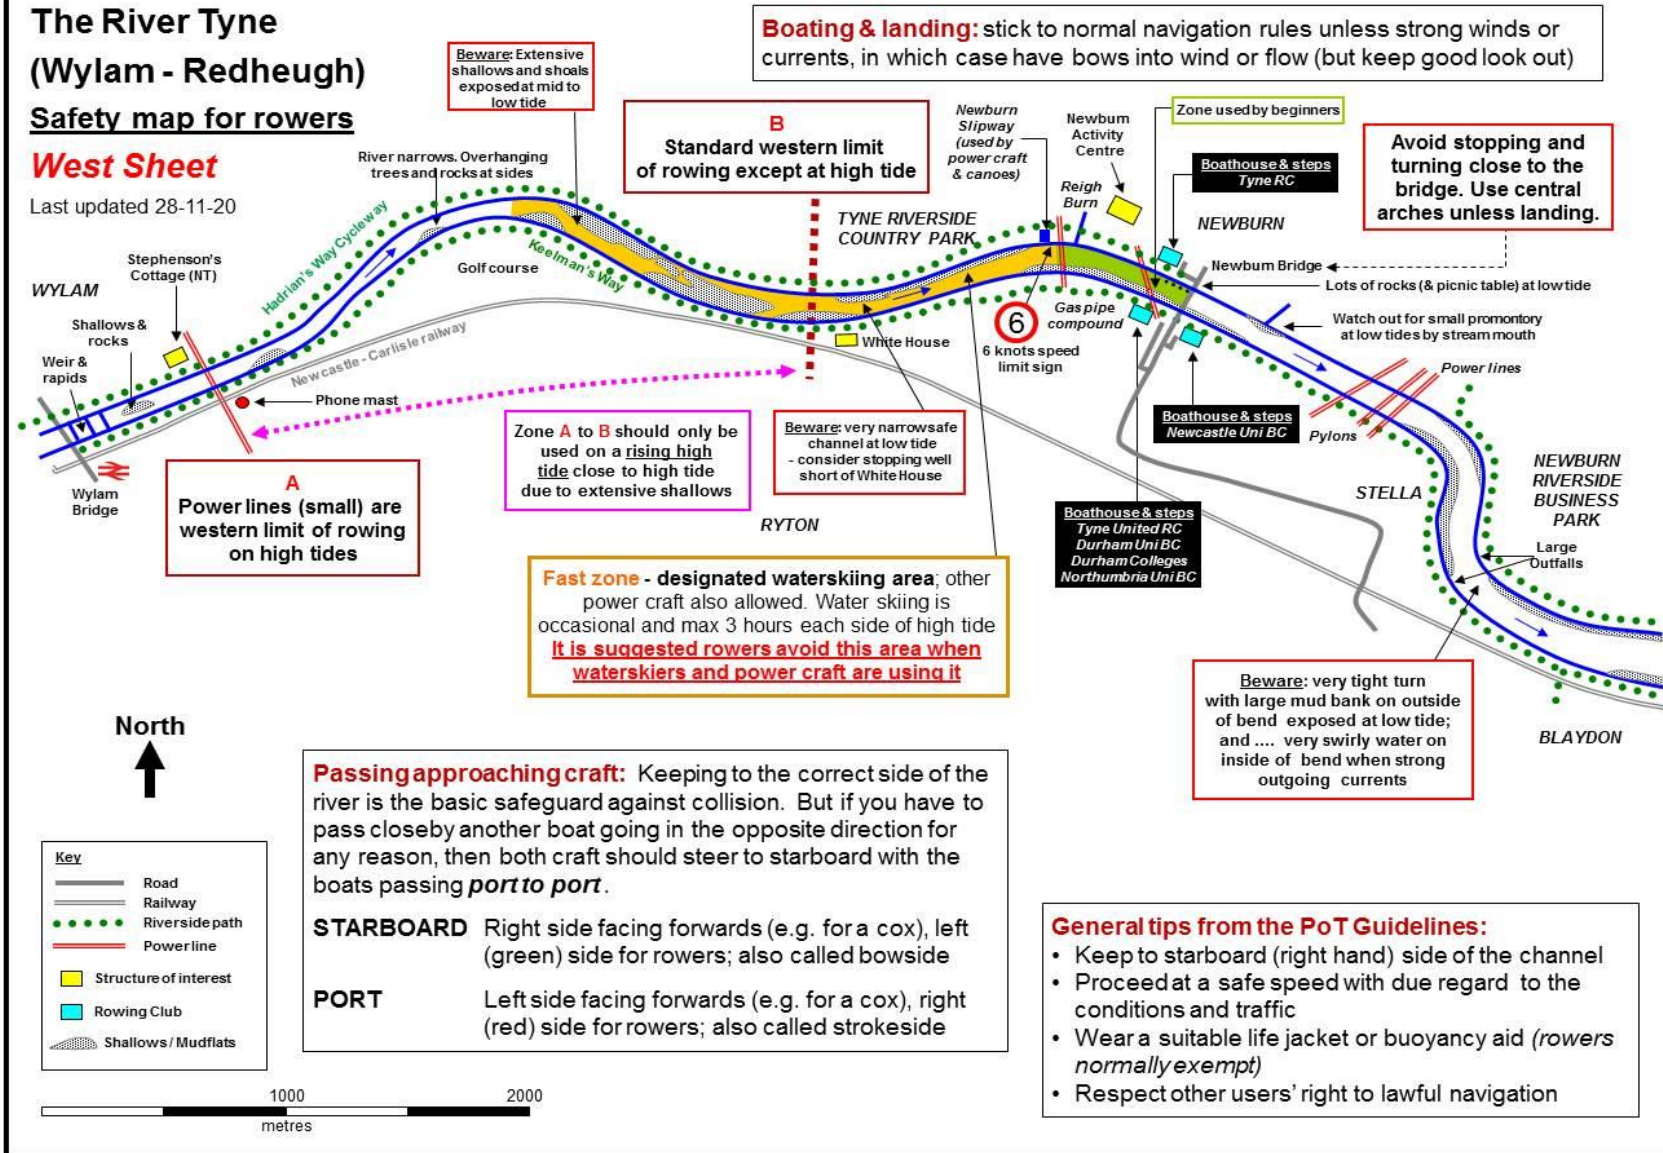 The River Tyne
(Wylam - Redheugh)
Safety map for rowers
West Sheet
Last updated 28-11-20
Boating & landing: stick to normal navigation rules unless strong winds or
currents, in which case have bows into wind or flow (but keep good look out)
Beware: Extensive
shallows and shoals
exposed at mid to
low tide
B
Standard western limit
of rowing except at high tide
Newburn
Slipway
(used by
power craft
& canoes)
Newburn
Activity
Centre
Zone used by beginners
Boathouse & steps
Tyne RC
Avoid stopping and
turning close to the
bridge. Use central
arches unless landing.
River narrows. Overhanging
trees and rocks at sides
Reigh
Burn
TYNE RIVERSIDE
COUNTRY PARK
NEWBURN
Hadrian's Way Cycleway
Keelman's Way
Golf course
Stephenson's
Cottage (NT)
WYLAM
Shallows &
rocks
Weir &
rapids
Newcastle - Carlisle railway
Phone mast
Wylam
Bridge
Newburn Bridge
Lots of rocks (& picnic table) at low tide
Watch out for small promontory
at low tides by stream mouth
6
Gas pipe
compound
6 knots speed
limit sign
White House
Power lines
Pylons
A
Power lines (small) are
western limit of rowing
on high tides
Zone A to B should only be
used on a rising high
tide close to high tide
due to extensive shallows
Beware: very narrow safe
channel at low tide
- consider stopping well
short of White House
RYTON
Boathouse & steps
Newcastle Uni BC
Boathouse & steps
Tyne United RC
Durham Uni BC
Durham Colleges
Northumbria Uni BC
STELLA
NEWBURN
RIVERSIDE
BUSINESS
PARK
Large
Outfalls
Fast zone - designated waterskiing area; other
power craft also allowed. Water skiing is
occasional and max 3 hours each side of high tide
It is suggested rowers avoid this area when
waterskiers and power craft are using it
Beware: very tight turn
with large mud bank on outside
of bend exposed at low tide;
and .... very swirly water on
inside of bend when strong
outgoing currents
BLAYDON
North
Passing approaching craft: Keeping to the correct side of the
river is the basic safeguard against collision. But if you have to
pass closeby another boat going in the opposite direction for
any reason, then both craft should steer to starboard with the
boats passing port to port.
STARBOARD Right side facing forwards (e.g. for a cox), left
(green) side for rowers; also called bowside
PORT Left side facing forwards (e.g. for a cox), right
(red) side for rowers; also called strokeside
Key
Road
Railway
Riverside path
Power line
Structure of interest
Rowing Club
Shallows / Mudflats
1000 2000
metres
General tips from the PoT Guidelines:
• Keep to starboard (right hand) side of the channel
• Proceed at a safe speed with due regard to the
conditions and traffic
• Wear a suitable life jacket or buoyancy aid (rowers
normally exempt)
• Respect other users' right to lawful navigation